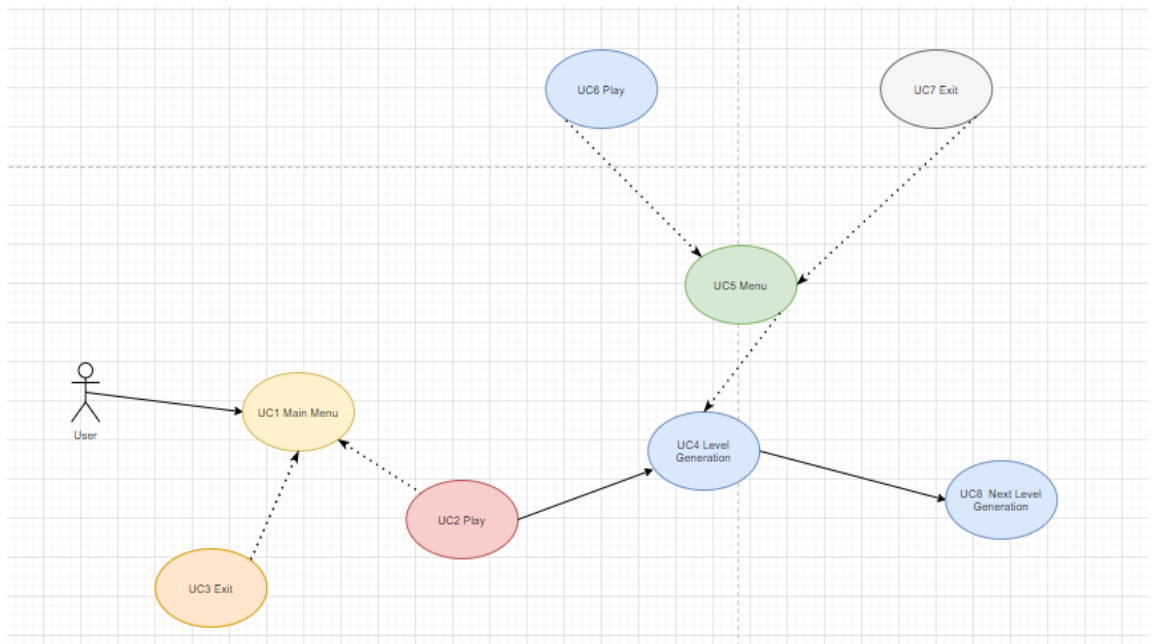 UC6 Play
UC7 Exit
UC5 Menu
User
UC1 Main Menu
UC4 Level
Generation
UC8  Next Level
Generation
UC2 Play
UC3 Exit